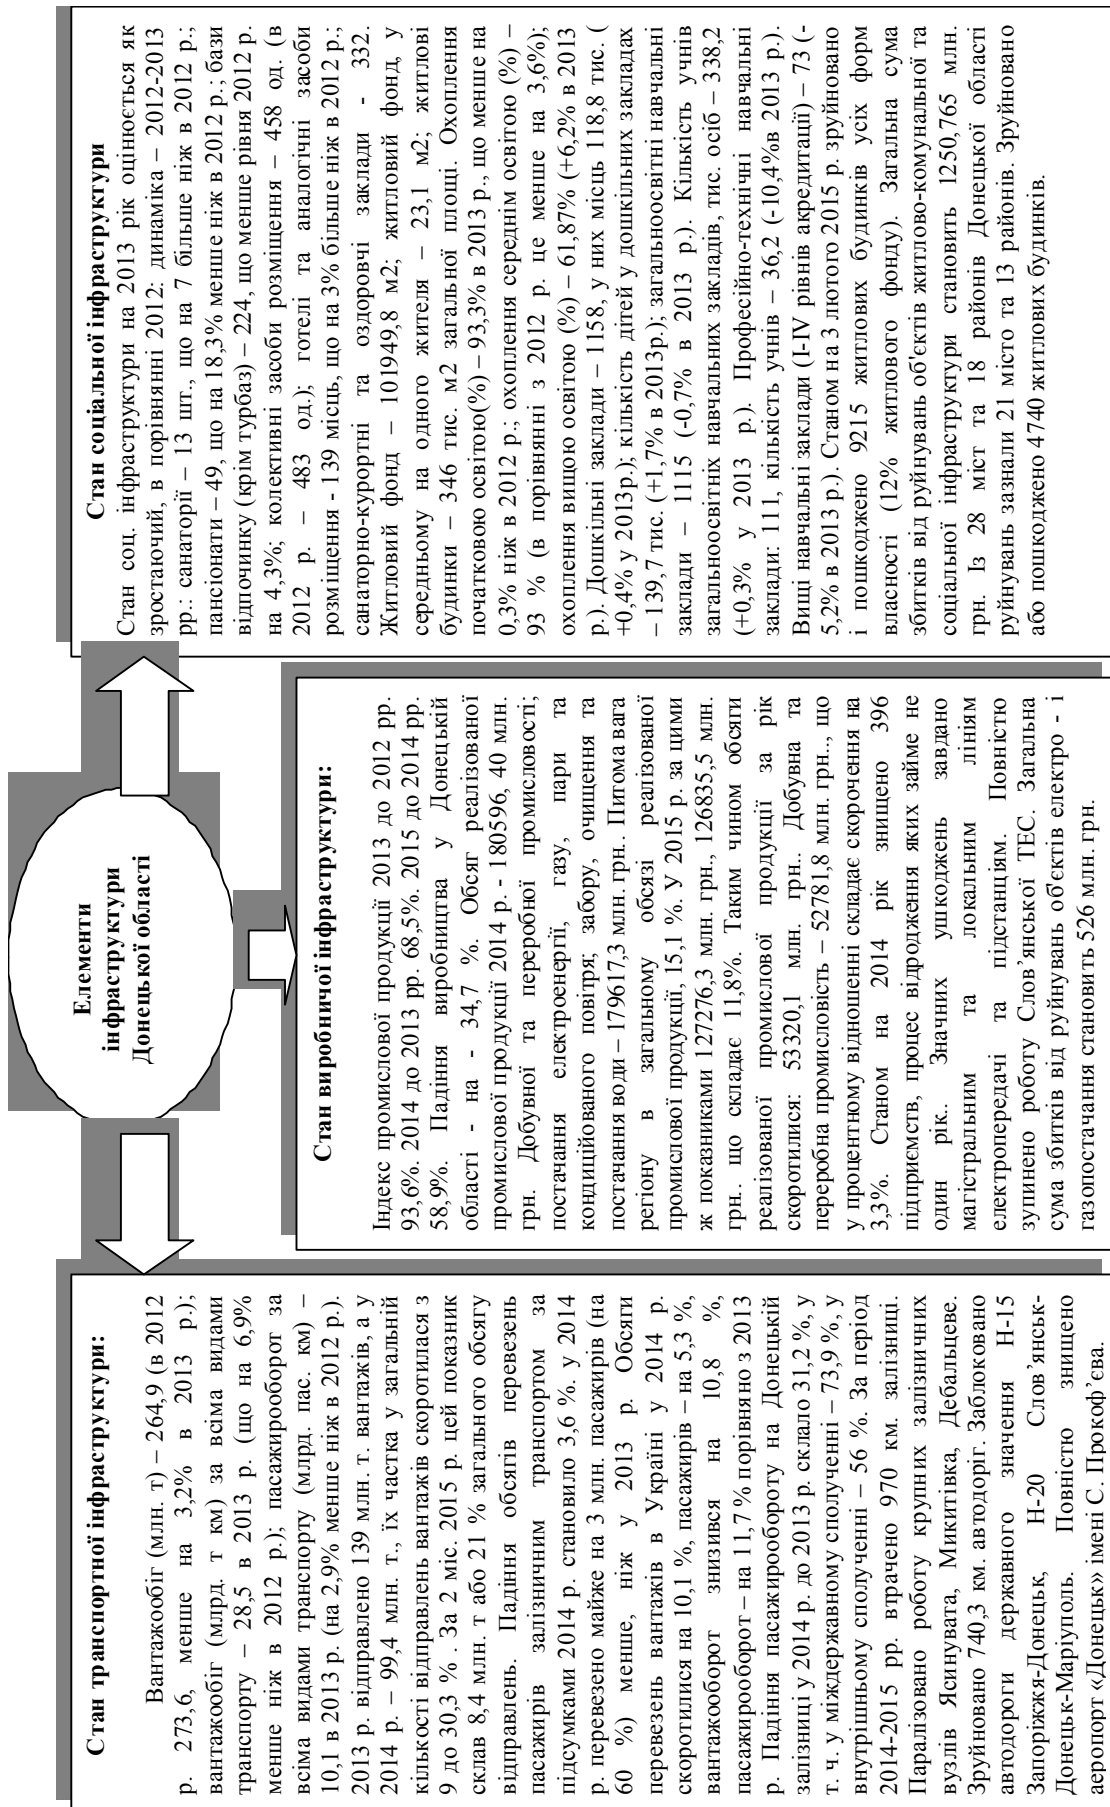 Елементи
інфраструктури
Донецької області
Стан транспортної інфраструктури:
Вантажообіг (млн. т) – 264,9 (в 2012
р. 273,6, менше на 3,2% в 2013 р.);
вантажообіг (млрд. т км) за всіма видами
транспорту – 28,5 в 2013 р. (що на 6,9%
менше ніж в 2012 р.); пасажирооборот за
всіма видами транспорту (млрд. пас. км) –
10,1 в 2013 р. (на 2,9% менше ніж в 2012 р.).
2013 р. відправлено 139 млн. т. вантажів, а у
2014 р. – 99,4 млн. т., їх частка у загальній
кількості відправлень вантажів скоротилася з
9 до 30,3 % . За 2 міс. 2015 р. цей показник
склав 8,4 млн. т або 21 % загального обсягу
відправлень. Падіння обсягів перевезень
пасажирів залізничним транспортом за
підсумками 2014 р. становило 3,6 %. у 2014
р. перевезено майже на 3 млн. пасажирів (на
60 %) менше, ніж у 2013 р. Обсяги
перевезень вантажів в Україні у 2014 р.
скоротилися на 10,1 %, пасажирів – на 5,3 %,
вантажооборот знизився на 10,8 %,
пасажирооборот – на 11,7 % порівняно з 2013
р. Падіння пасажирообороту на Донецькій
залізниці у 2014 р. до 2013 р. склало 31,2 %, у
т. ч. у міждержавному сполученні – 73,9 %, у
внутрішньому сполученні – 56 %. За період
2014-2015 рр. втрачено 970 км. залізниці.
Паралізовано роботу крупних залізничних
вузлів Ясинувата, Микитівка, Дебальцеве.
Зруйновано 740,3 км. автодоріг. Заблоковано
автодороги державного значення Н-15
Запоріжжя-Донецьк, Н-20 Слов'янськ-
Донецьк-Маріуполь. Повністю знищено
аеропорт «Донецьк» імені С. Прокоф’єва.
Стан виробничої інфраструктури:
Індекс промислової продукції 2013 до 2012 рр.
93,6%. 2014 до 2013 рр. 68,5%. 2015 до 2014 рр.
58,9%. Падіння виробництва у Донецькій
області - на - 34,7 %. Обсяг реалізованої
промислової продукції 2014 р. - 180596, 40 млн.
грн. Добувної та переробної промисловості;
постачання електроенергії, газу, пари та
кондиційованого повітря; забору, очищення та
постачання води – 179617,3 млн. грн.. Питома вага
регіону в загальному обсязі реалізованої
промислової продукції, 15,1 %. У 2015 р. за цими
ж показниками 127276,3 млн. грн., 126835,5 млн.
грн. що складає 11,8%. Таким чином обсяги
реалізованої промислової продукції за рік
скоротилися: 53320,1 млн. грн.. Добувна та
переробна промисловість – 52781,8 млн. грн.., що
у процентному відношенні складає скорочення на
3,3%. Станом на 2014 рік знищено 396
підприємств, процес відродження яких займе не
один рік.. Значних ушкоджень завдано
магістральним та локальним лініям
електропередачі та підстанціям. Повністю
зупинено роботу Слов’янської ТЕС. Загальна
сума збитків від руйнувань об'єктів електро - і
газопостачання становить 526 млн. грн.
Стан соціальної інфраструктури
Стан соц. інфраструктури на 2013 рік оцінюється як
зростаючий, в порівнянні 2012: динаміка – 2012-2013
рр.: санаторії – 13 шт., що на 7 більше ніж в 2012 р.;
пансіонати – 49, що на 18,3% менше ніж в 2012 р.; бази
відпочинку (крім турбаз) – 224, що менше рівня 2012 р.
на 4,3%; колективні засоби розміщення – 458 од. (в
2012 р. – 483 од.); готелі та аналогічні засоби
розміщення - 139 місць, що на 3% більше ніж в 2012 р.;
санаторно-курортні та оздоровчі заклади - 332.
Житловий фонд – 101949,8 м2; житловий фонд, у
середньому на одного жителя – 23,1 м2; житлові
будинки – 346 тис. м2 загальної площі. Охоплення
початковою освітою(%) – 93,3% в 2013 р., що менше на
0,3% ніж в 2012 р.; охоплення середнім освітою (%) –
93 % (в порівнянні з 2012 р. це менше на 3,6%);
охоплення вищою освітою (%) – 61,87% (+6,2% в 2013
р.). Дошкільні заклади – 1158, у них місць 118,8 тис. (
+0,4% у 2013р.); кількість дітей у дошкільних закладах
– 139,7 тис. (+1,7% в 2013р.); загальноосвітні навчальні
заклади – 1115 (-0,7% в 2013 р.). Кількість учнів
загальноосвітніх навчальних закладів, тис. осіб – 338,2
(+0,3% у 2013 р.). Професійно-технічні навчальні
заклади: 111, кількість учнів – 36,2 (-10,4%в 2013 р.).
Вищі навчальні заклади (І-ІV рівнів акредитації) – 73 (-
5,2% в 2013 р.). Станом на 3 лютого 2015 р. зруйновано
і пошкоджено 9215 житлових будинків усіх форм
власності (12% житлового фонду). Загальна сума
збитків від руйнувань об'єктів житлово-комунальної та
соціальної інфраструктури становить 1250,765 млн.
грн. Із 28 міст та 18 районів Донецької області
руйнувань зазнали 21 місто та 13 районів. Зруйновано
або пошкоджено 4740 житлових будинків.